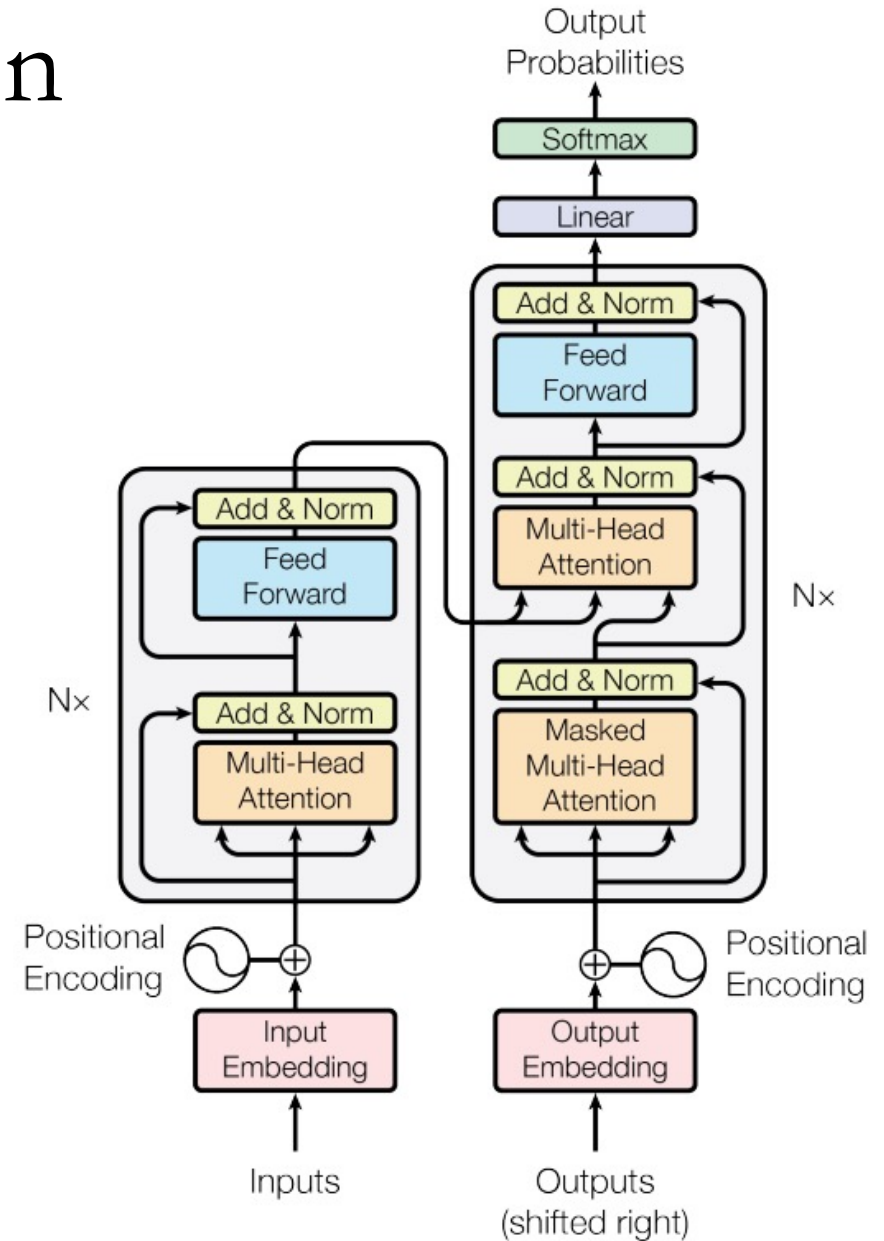 n
Output
Probabilities
Softmax
Linear
Add & Norm
Feed
Forward
Add & Norm
Multi-Head
Attention
Nx
Add & Norm
Masked
Multi-Head
Attention
Add & Norm
Feed
Forward
Nx
Add & Norm
Multi-Head
Attention
Positional
Encoding
Positional
Encoding
Input
Embedding
Output
Embedding
Inputs
Outputs
(shifted right)